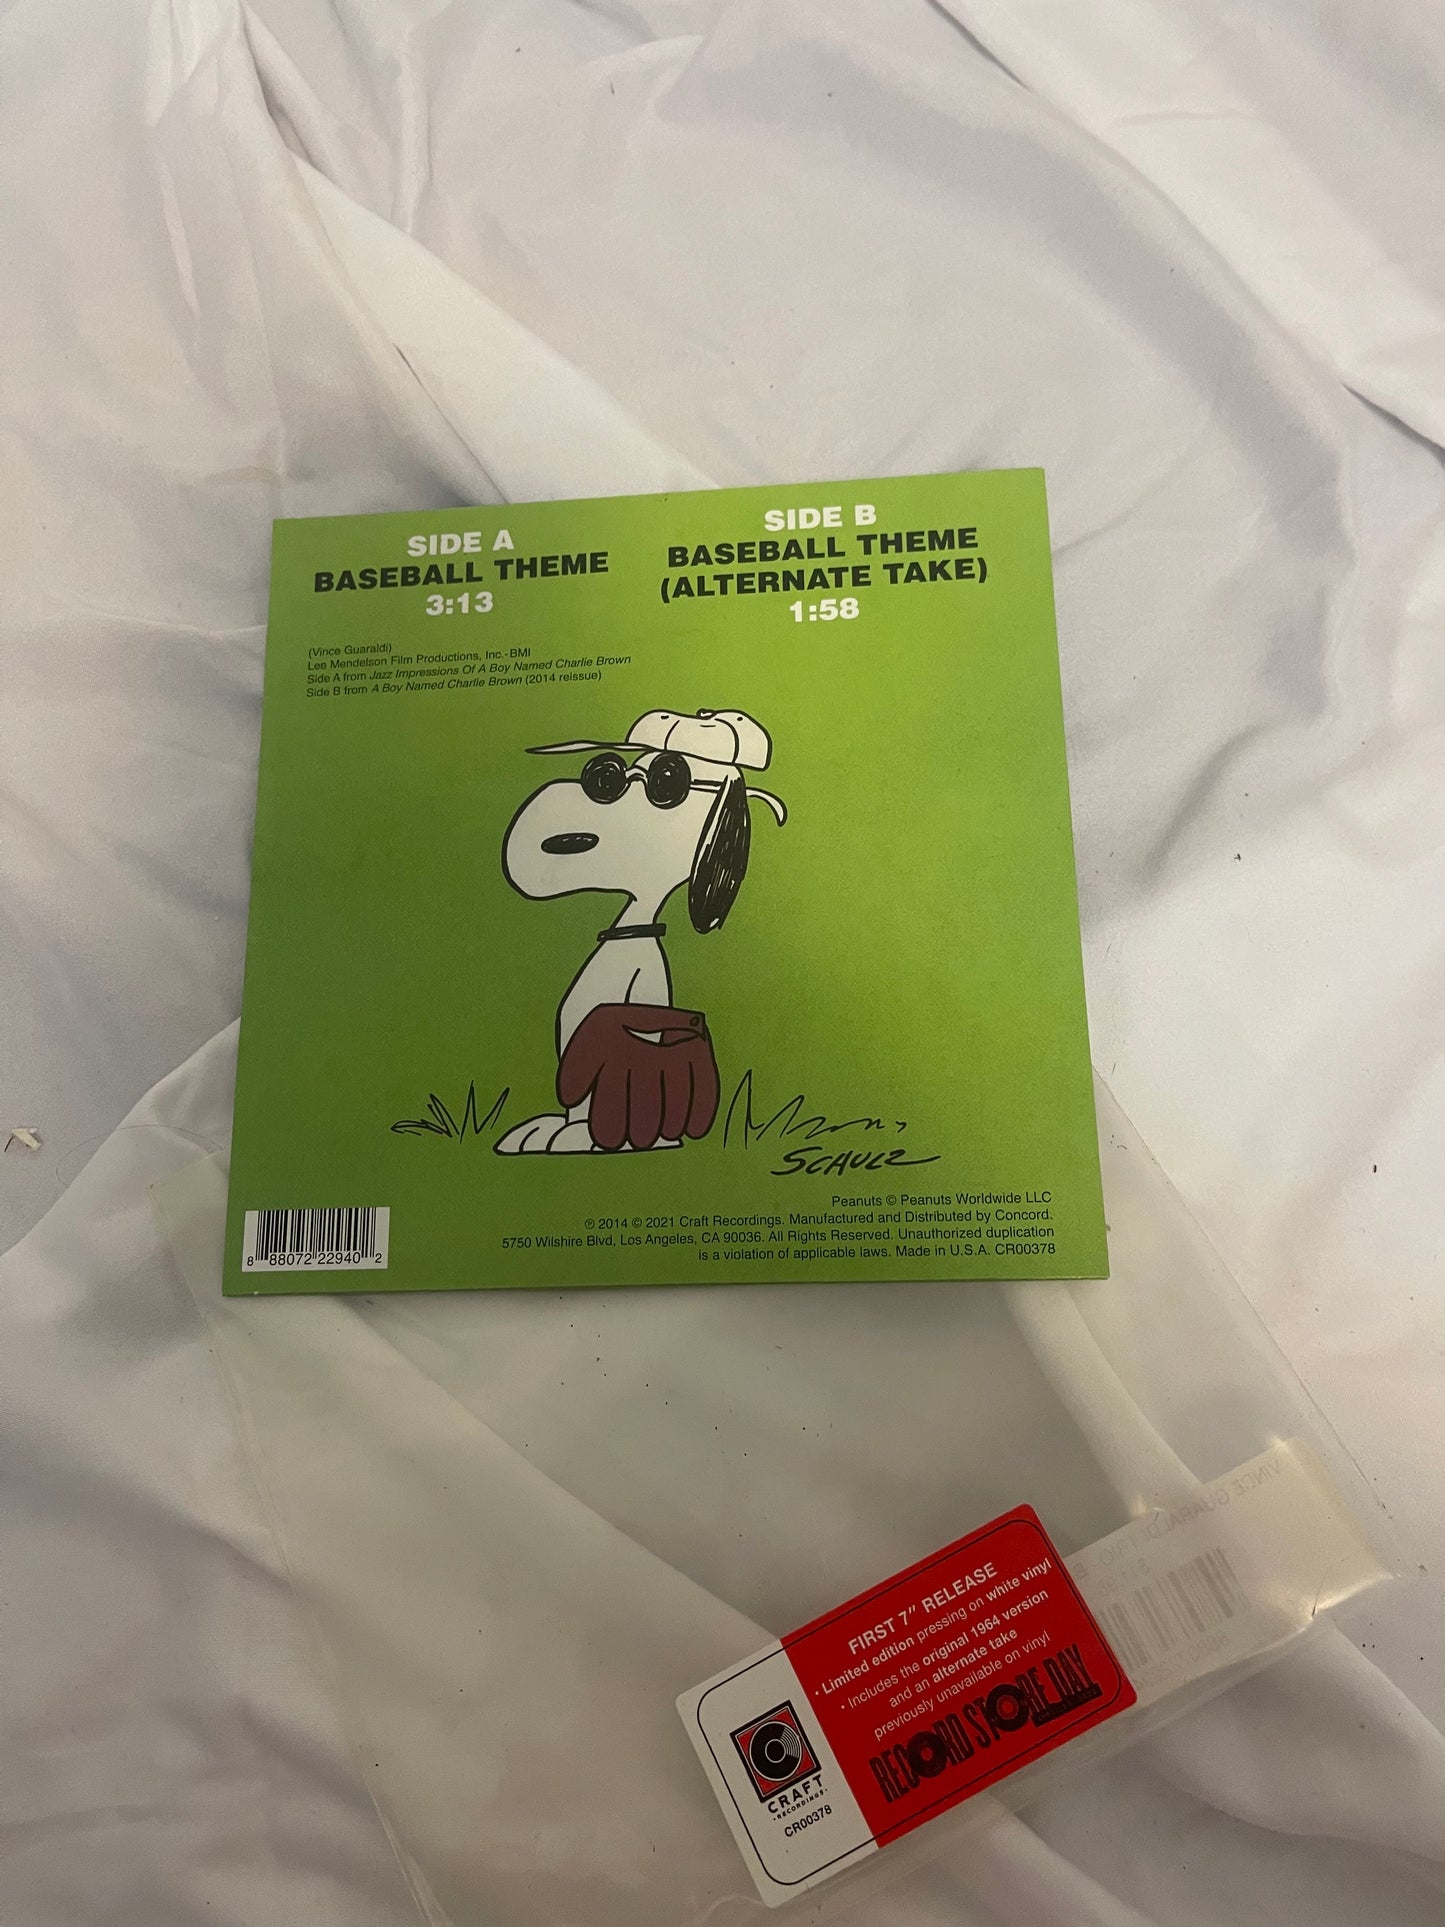 SIDE A
BASEBALL THEME
3:13
SIDE B
BASEBALL THEME
(ALTERNATE TAKE)
1:58
(Vince Guaraldi)
Lee Mendelson Film Productions, Inc.-BMI
Side A from Jazz Impressions Of A Boy Named Charlie Brown
Side B from A Boy Named Charlie Brown (2014 reissue)
SCHULZ
Peanuts © Peanuts Worldwide LLC
℗ 2014 © 2021 Craft Recordings. Manufactured and Distributed by Concord.
5750 Wilshire Blvd, Los Angeles, CA 90036. All Rights Reserved. Unauthorized duplication
is a violation of applicable laws. Made in U.S.A. CR00378
8 88072 22940 2
VINCE GUARALDI TRIO
FIRST 7" RELEASE
• Limited edition pressing on white vinyl
• Includes the original 1964 version
and an alternate take
previously unavailable on vinyl
RECORD STORE DAY
CRAFT
•RECORDINGS•
CR00378